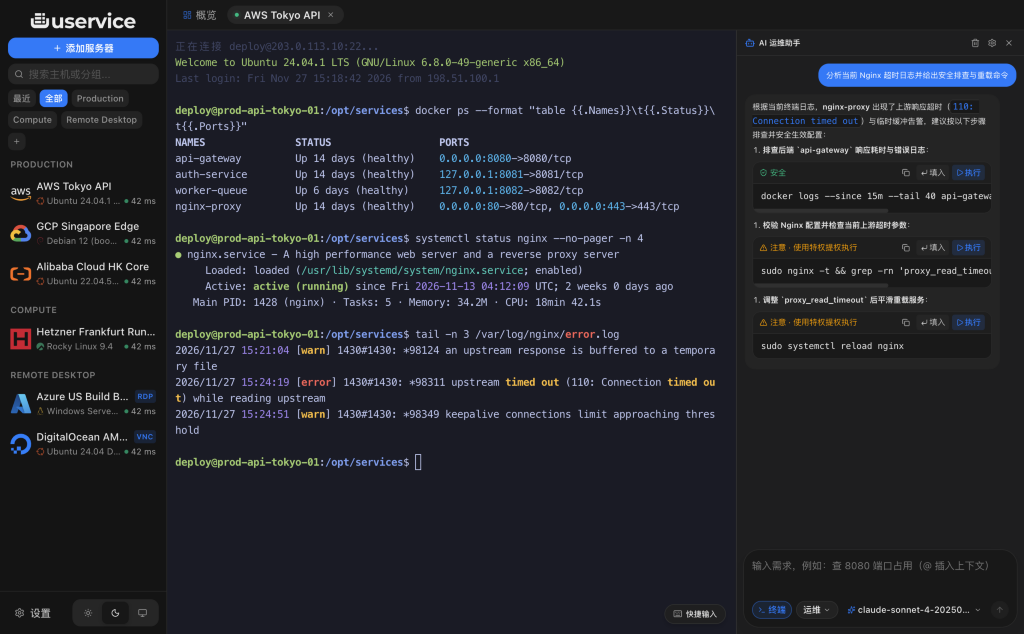 uservice
+ 添加服务器
搜索主机或分组...
最近 全部 Production
Compute Remote Desktop
+
PRODUCTION
aws AWS Tokyo API
Ubuntu 24.04.1 ... 42 ms
GCP Singapore Edge
Debian 12 (boo... 42 ms
Alibaba Cloud HK Core
Ubuntu 22.04.5... 42 ms
COMPUTE
Hetzner Frankfurt Run...
Rocky Linux 9.4 42 ms
REMOTE DESKTOP
Azure US Build B... RDP
Windows Serve... 42 ms
DigitalOcean AM... VNC
Ubuntu 24.04 D... 42 ms
设置
概览 AWS Tokyo API ×
正在连接 deploy@203.0.113.10:22...
Welcome to Ubuntu 24.04.1 LTS (GNU/Linux 6.8.0-49-generic x86_64)
Last login: Fri Nov 27 15:18:42 2026 from 198.51.100.1
deploy@prod-api-tokyo-01:/opt/services$ docker ps --format "table {{.Names}}\t{{.Status}}\
t{{.Ports}}"
NAMES STATUS PORTS
api-gateway Up 14 days (healthy) 0.0.0.0:8080->8080/tcp
auth-service Up 14 days (healthy) 127.0.0.1:8081->8081/tcp
worker-queue Up 6 days (healthy) 127.0.0.1:8082->8082/tcp
nginx-proxy Up 14 days (healthy) 0.0.0.0:80->80/tcp, 0.0.0.0:443->443/tcp
deploy@prod-api-tokyo-01:/opt/services$ systemctl status nginx --no-pager -n 4
● nginx.service - A high performance web server and a reverse proxy server
Loaded: loaded (/usr/lib/systemd/system/nginx.service; enabled)
Active: active (running) since Fri 2026-11-13 04:12:09 UTC; 2 weeks 0 days ago
Main PID: 1428 (nginx) · Tasks: 5 · Memory: 34.2M · CPU: 18min 42.1s
deploy@prod-api-tokyo-01:/opt/services$ tail -n 3 /var/log/nginx/error.log
2026/11/27 15:21:04 [warn] 1430#1430: *98124 an upstream response is buffered to a tempora
ry file
2026/11/27 15:24:19 [error] 1430#1430: *98311 upstream timed out (110: Connection timed ou
t) while reading upstream
2026/11/27 15:24:51 [warn] 1430#1430: *98349 keepalive connections limit approaching thres
hold
deploy@prod-api-tokyo-01:/opt/services$
快捷输入
AI 运维助手
分析当前 Nginx 超时日志并给出安全排查与重载命令
根据当前终端日志，nginx-proxy 出现了上游响应超时（110:
Connection timed out）与临时缓冲告警，建议按以下步骤
排查并安全生效配置：
1. 排查后端 `api-gateway` 响应耗时与错误日志：
安全 填入 执行
docker logs --since 15m --tail 40 api-gatewa
1. 校验 Nginx 配置并检查当前上游超时参数：
注意 · 使用特权提权执行 填入 执行
sudo nginx -t && grep -rn 'proxy_read_timeou
1. 调整 `proxy_read_timeout` 后平滑重载服务：
注意 · 使用特权提权执行 填入 执行
sudo systemctl reload nginx
输入需求，例如：查 8080 端口占用（@ 插入上下文）
终端 运维 claude-sonnet-4-20250...